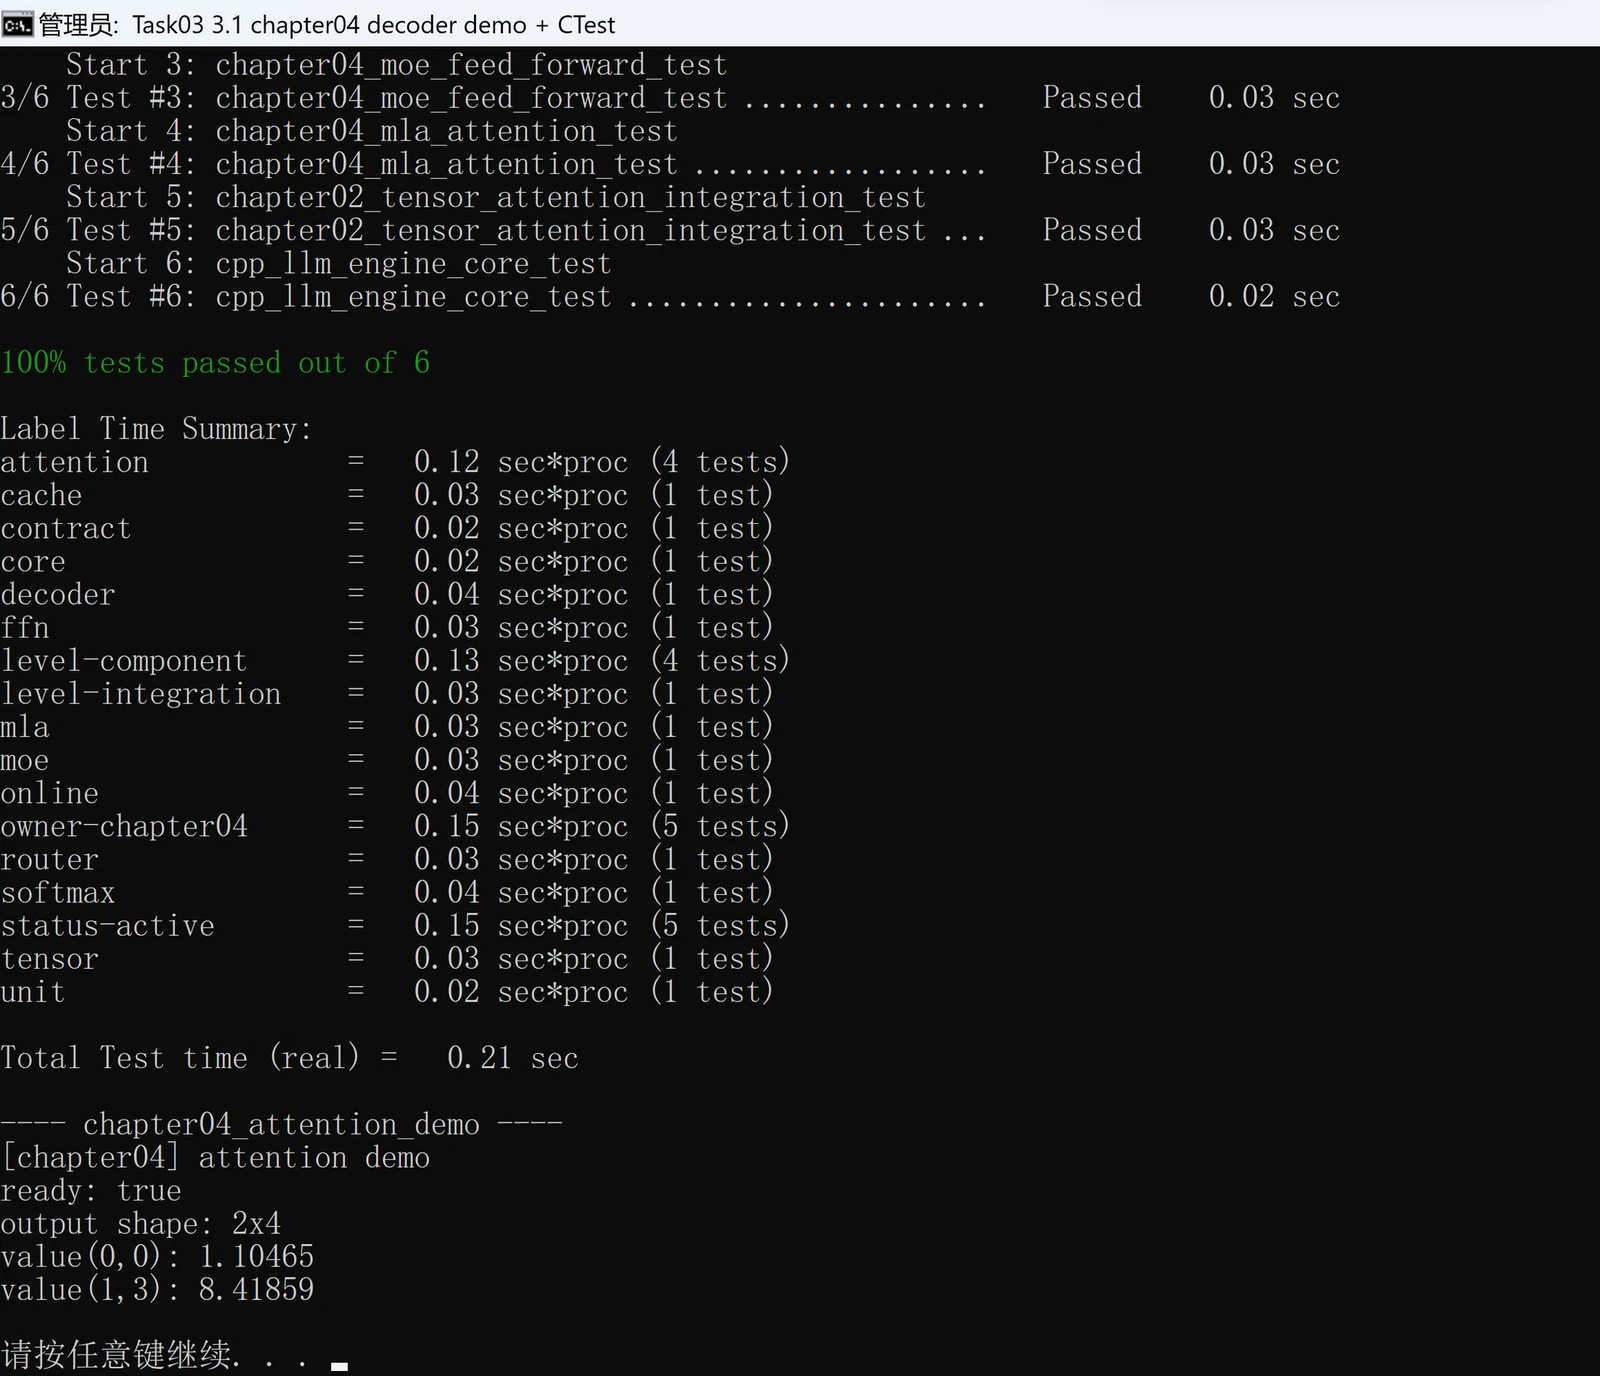 管理员: Task03 3.1 chapter04 decoder demo + CTest
Start 3: chapter04_moe_feed_forward_test
3/6 Test #3: chapter04_moe_feed_forward_test ............... Passed 0.03 sec
Start 4: chapter04_mla_attention_test
4/6 Test #4: chapter04_mla_attention_test .................. Passed 0.03 sec
Start 5: chapter02_tensor_attention_integration_test
5/6 Test #5: chapter02_tensor_attention_integration_test ... Passed 0.03 sec
Start 6: cpp_llm_engine_core_test
6/6 Test #6: cpp_llm_engine_core_test ...................... Passed 0.02 sec
100% tests passed out of 6
Label Time Summary:
attention = 0.12 sec*proc (4 tests)
cache = 0.03 sec*proc (1 test)
contract = 0.02 sec*proc (1 test)
core = 0.02 sec*proc (1 test)
decoder = 0.04 sec*proc (1 test)
ffn = 0.03 sec*proc (1 test)
level-component = 0.13 sec*proc (4 tests)
level-integration = 0.03 sec*proc (1 test)
mla = 0.03 sec*proc (1 test)
moe = 0.03 sec*proc (1 test)
online = 0.04 sec*proc (1 test)
owner-chapter04 = 0.15 sec*proc (5 tests)
router = 0.03 sec*proc (1 test)
softmax = 0.04 sec*proc (1 test)
status-active = 0.15 sec*proc (5 tests)
tensor = 0.03 sec*proc (1 test)
unit = 0.02 sec*proc (1 test)
Total Test time (real) = 0.21 sec
---- chapter04_attention_demo ----
[chapter04] attention demo
ready: true
output shape: 2x4
value(0,0): 1.10465
value(1,3): 8.41859
请按任意键继续. . .